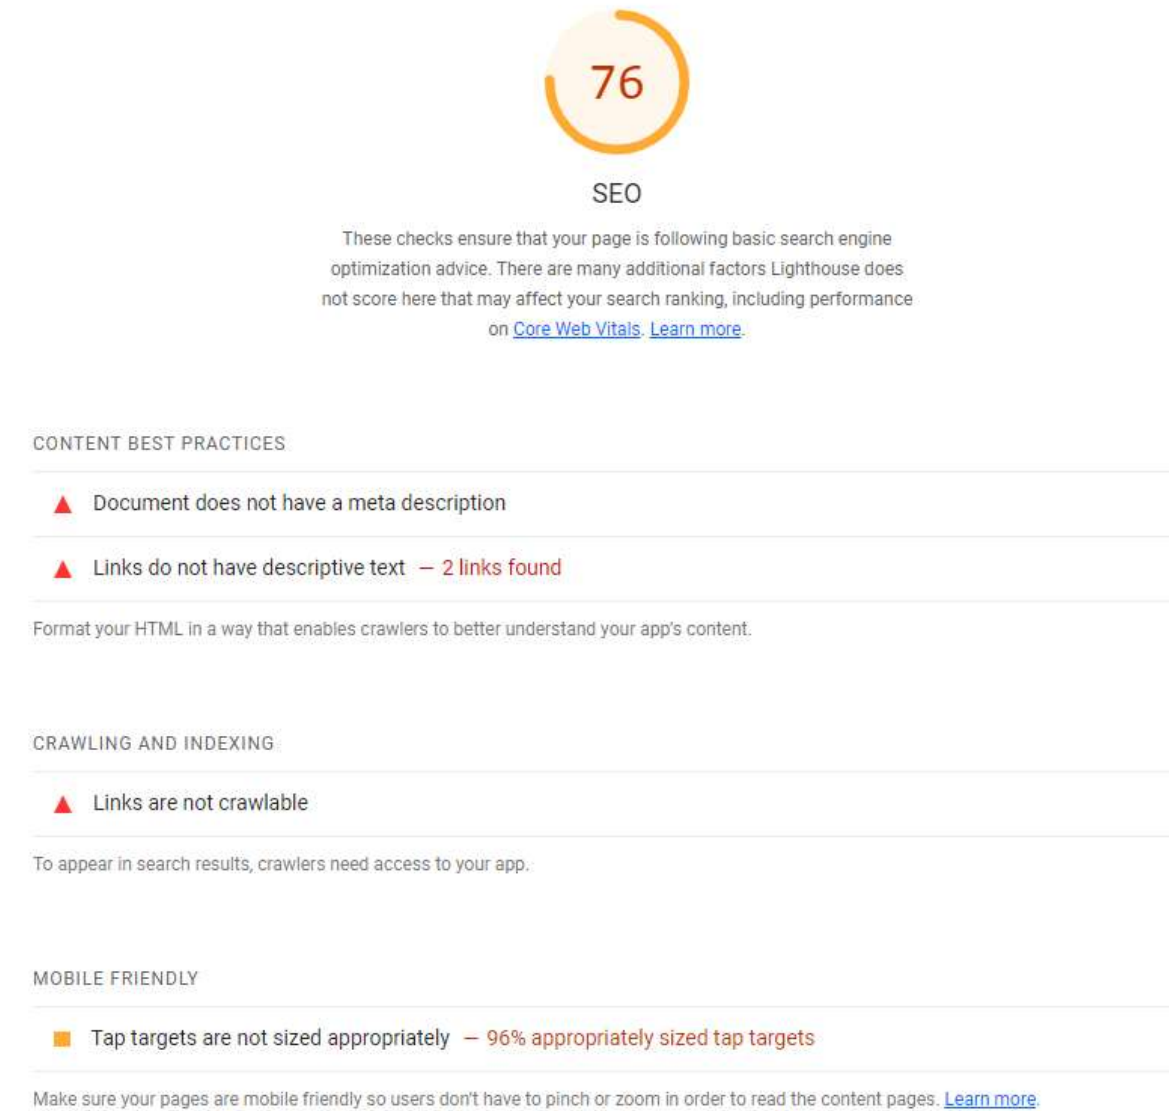 76
SEO
These checks ensure that your page is following basic search engine
optimization advice. There are many additional factors Lighthouse does
not score here that may affect your search ranking, including performance
on Core Web Vitals. Learn more.
CONTENT BEST PRACTICES
Document does not have a meta description
Links do not have descriptive text — 2 links found
Format your HTML in a way that enables crawlers to better understand your app's content.
CRAWLING AND INDEXING
Links are not crawlable
To appear in search results, crawlers need access to your app.
MOBILE FRIENDLY
Tap targets are not sized appropriately — 96% appropriately sized tap targets
Make sure your pages are mobile friendly so users don't have to pinch or zoom in order to read the content pages. Learn more.